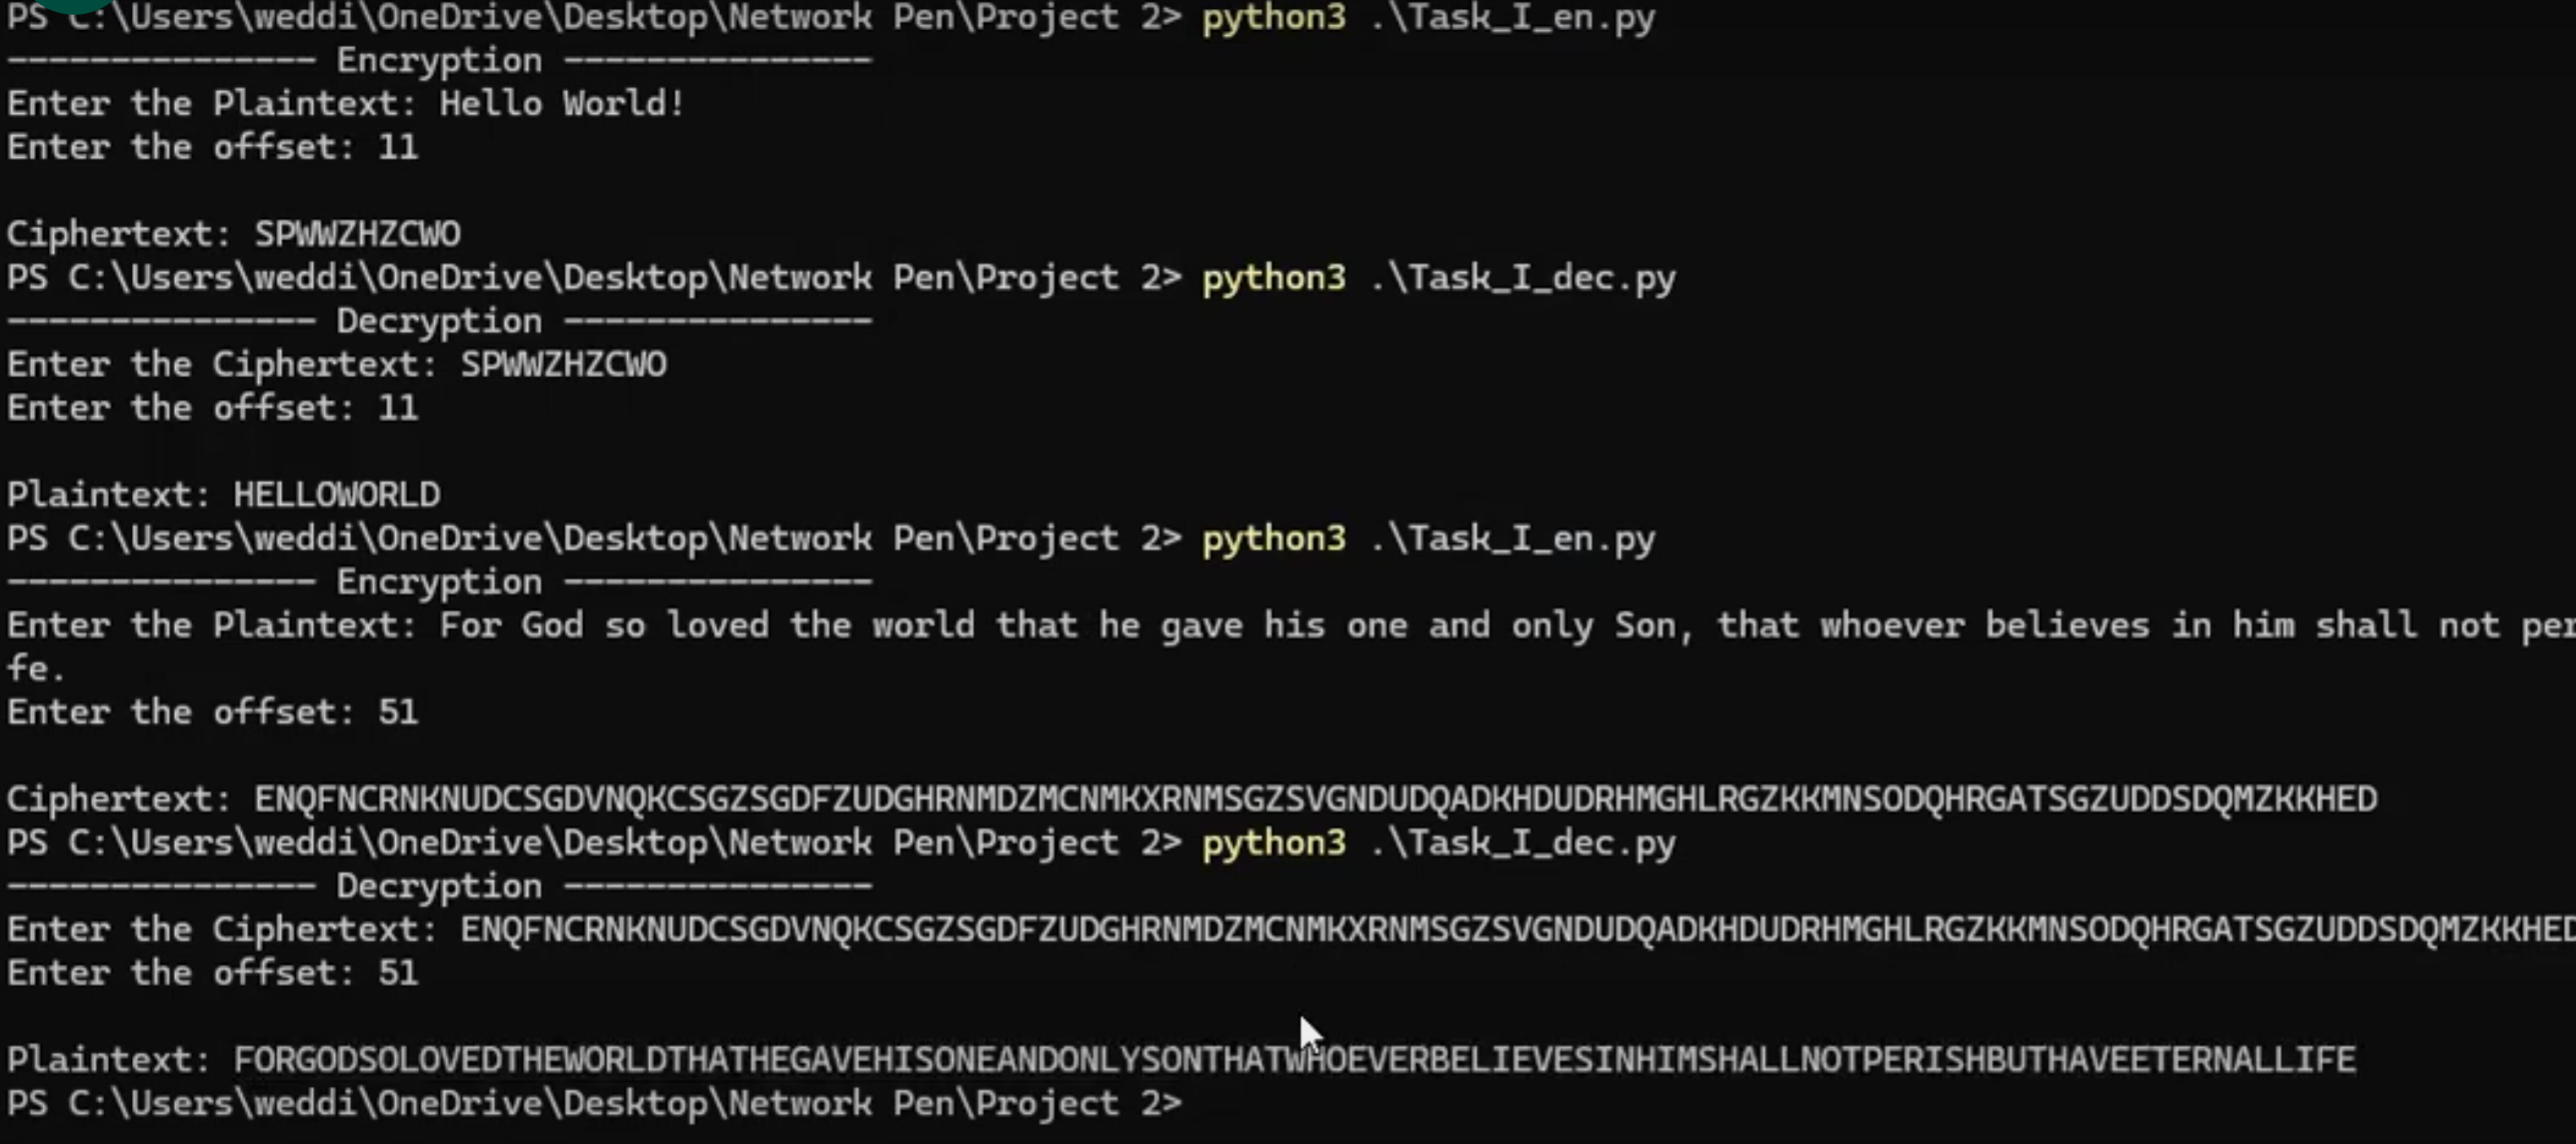 PS C:\Users\weddi\OneDrive\Desktop\Network Pen\Project 2> python3 .\Task_I_en.py
--------------- Encryption ---------------
Enter the Plaintext: Hello World!
Enter the offset: 11
Ciphertext: SPWWZHZCWO
PS C:\Users\weddi\OneDrive\Desktop\Network Pen\Project 2> python3 .\Task_I_dec.py
--------------- Decryption ---------------
Enter the Ciphertext: SPWWZHZCWO
Enter the offset: 11
Plaintext: HELLOWORLD
PS C:\Users\weddi\OneDrive\Desktop\Network Pen\Project 2> python3 .\Task_I_en.py
--------------- Encryption ---------------
Enter the Plaintext: For God so loved the world that he gave his one and only Son, that whoever believes in him shall not per
fe.
Enter the offset: 51
Ciphertext: ENQFNCRNKNUDCSGDVNQKCSGZSGDFZUDGHRNMDZMCNMKXRNMSGZSVGNDUDQADKHDUDRHMGHLRGZKKMNSODQHRGATSGZUDDSDQMZKKHED
PS C:\Users\weddi\OneDrive\Desktop\Network Pen\Project 2> python3 .\Task_I_dec.py
--------------- Decryption ---------------
Enter the Ciphertext: ENQFNCRNKNUDCSGDVNQKCSGZSGDFZUDGHRNMDZMCNMKXRNMSGZSVGNDUDQADKHDUDRHMGHLRGZKKMNSODQHRGATSGZUDDSDQMZKKHED
Enter the offset: 51
Plaintext: FORGODSOLOVEDTHEWORLDTHATHEGAVEHISONEANDONLYSONTHATWHOEVERBELIEVESINHIMSHALLNOTPERISHBUTHAVEETERNALLIFE
PS C:\Users\weddi\OneDrive\Desktop\Network Pen\Project 2>